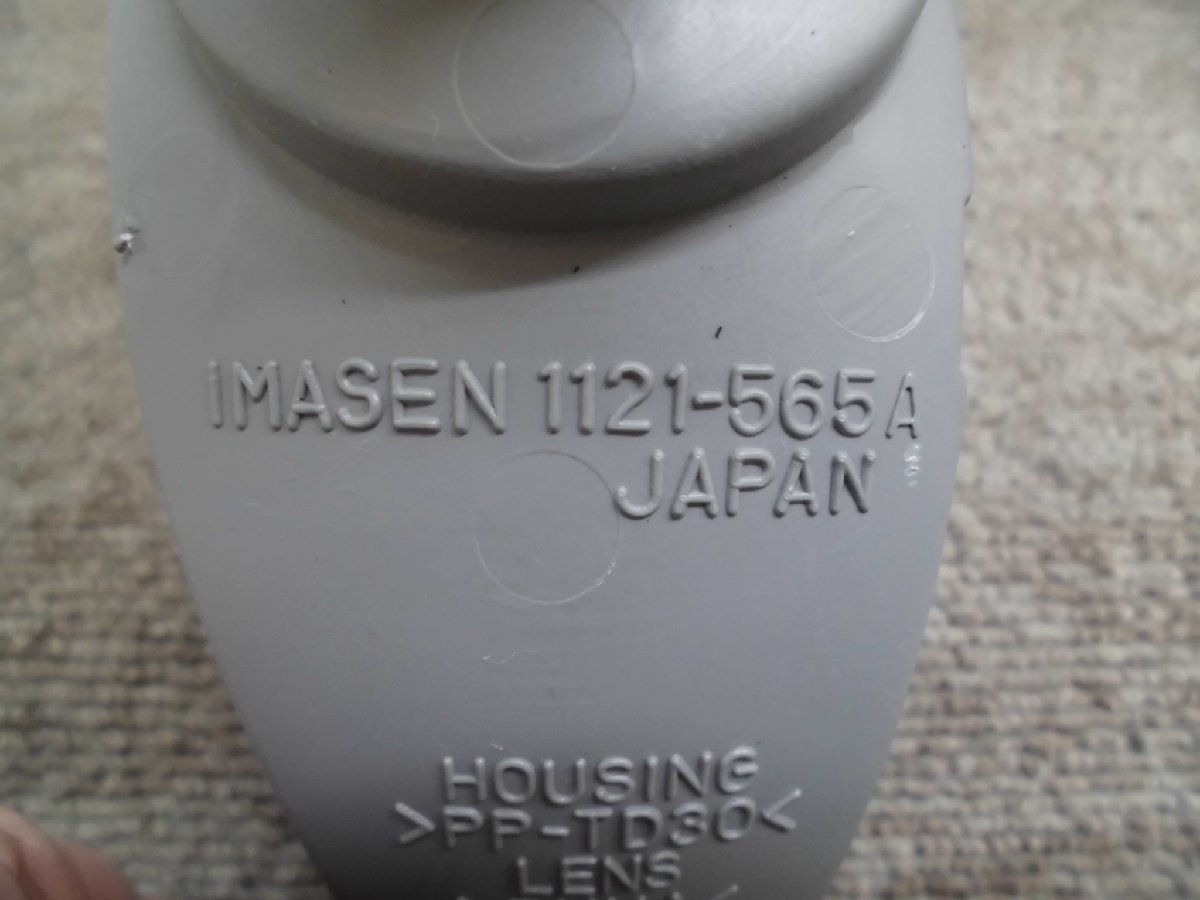 IMASEN 1121-565A
JAPAN
HOUSING
>PP-TD30<
LENS